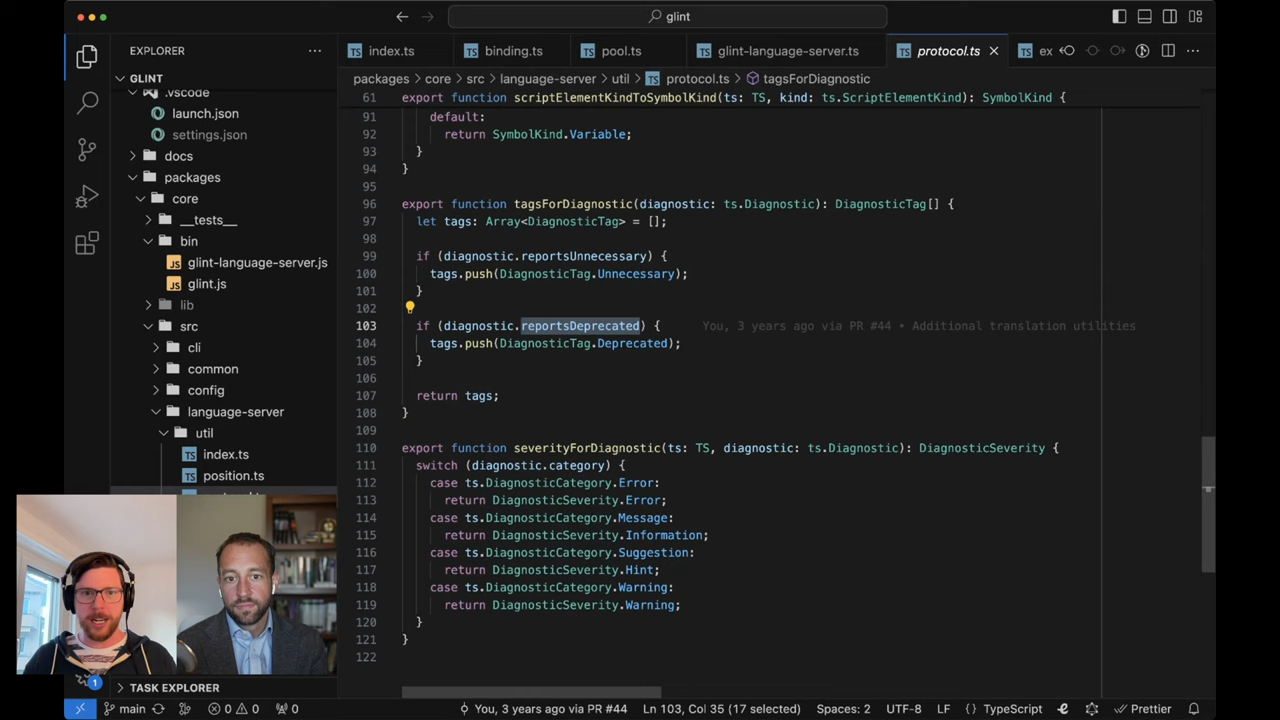 glint
EXPLORER
index.ts
binding.ts
pool.ts
glint-language-server.ts
protocol.ts
ex
packages > core > src > language-server > util > TS protocol.ts > tagsForDiagnostic
GLINT
.vscode
launch.json
settings.json
docs
packages
core
__tests__
bin
glint-language-server.js
glint.js
lib
src
cli
common
config
language-server
util
index.ts
position.ts
TASK EXPLORER
61 export function scriptElementKindToSymbolKind(ts: TS, kind: ts.ScriptElementKind): SymbolKind {
91 default:
92 return SymbolKind.Variable;
93 }
94 }
95
96 export function tagsForDiagnostic(diagnostic: ts.Diagnostic): DiagnosticTag[] {
97 let tags: Array<DiagnosticTag> = [];
98
99 if (diagnostic.reportsUnnecessary) {
100 tags.push(DiagnosticTag.Unnecessary);
101 }
102
103 if (diagnostic.reportsDeprecated) { You, 3 years ago via PR #44 • Additional translation utilities
104 tags.push(DiagnosticTag.Deprecated);
105 }
106
107 return tags;
108 }
109
110 export function severityForDiagnostic(ts: TS, diagnostic: ts.Diagnostic): DiagnosticSeverity {
111 switch (diagnostic.category) {
112 case ts.DiagnosticCategory.Error:
113 return DiagnosticSeverity.Error;
114 case ts.DiagnosticCategory.Message:
115 return DiagnosticSeverity.Information;
116 case ts.DiagnosticCategory.Suggestion:
117 return DiagnosticSeverity.Hint;
118 case ts.DiagnosticCategory.Warning:
119 return DiagnosticSeverity.Warning;
120 }
121 }
122
1
main 0 0 0 You, 3 years ago via PR #44 Ln 103, Col 35 (17 selected) Spaces: 2 UTF-8 LF {} TypeScript Prettier